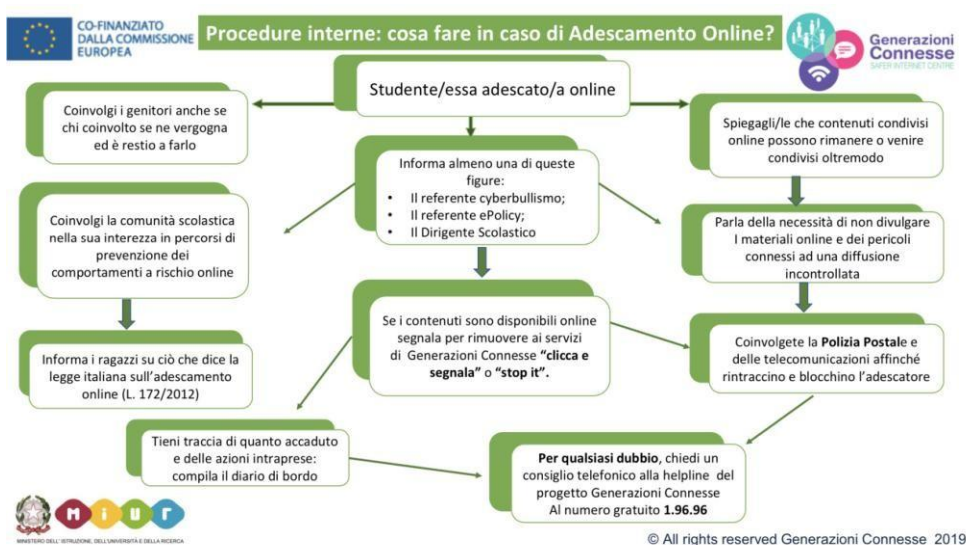 CO-FINANZIATO
DALLA COMMISSIONE
EUROPEA
Procedure interne: cosa fare in caso di Adescamento Online?
Generazioni
Connesse
SAFER INTERNET CENTRE
Studente/essa adescato/a online
Coinvolgi i genitori anche se
chi coinvolto se ne vergogna
ed è restio a farlo
Informa almeno una di queste
figure:
• Il referente cyberbullismo;
• Il referente ePolicy;
• Il Dirigente Scolastico
Spiegagli/le che contenuti condivisi
online possono rimanere o venire
condivisi oltremodo
Coinvolgi la comunità scolastica
nella sua interezza in percorsi di
prevenzione dei
comportamenti a rischio online
Parla della necessità di non divulgare
I materiali online e dei pericoli
connessi ad una diffusione
incontrollata
Se i contenuti sono disponibili online
segnala per rimuovere ai servizi
di Generazioni Connesse “clicca e
segnala” o “stop it”.
Informa i ragazzi su ciò che dice la
legge italiana sull’adescamento
online (L. 172/2012)
Coinvolgete la Polizia Postale e
delle telecomunicazioni affinché
rintraccino e blocchino l’adescatore
Tieni traccia di quanto accaduto
e delle azioni intraprese:
compila il diario di bordo
Per qualsiasi dubbio, chiedi un
consiglio telefonico alla helpline del
progetto Generazioni Connesse
Al numero gratuito 1.96.96
MiUr
MINISTERO DELL'ISTRUZIONE, DELL'UNIVERSITÀ E DELLA RICERCA
© All rights reserved Generazioni Connesse 2019